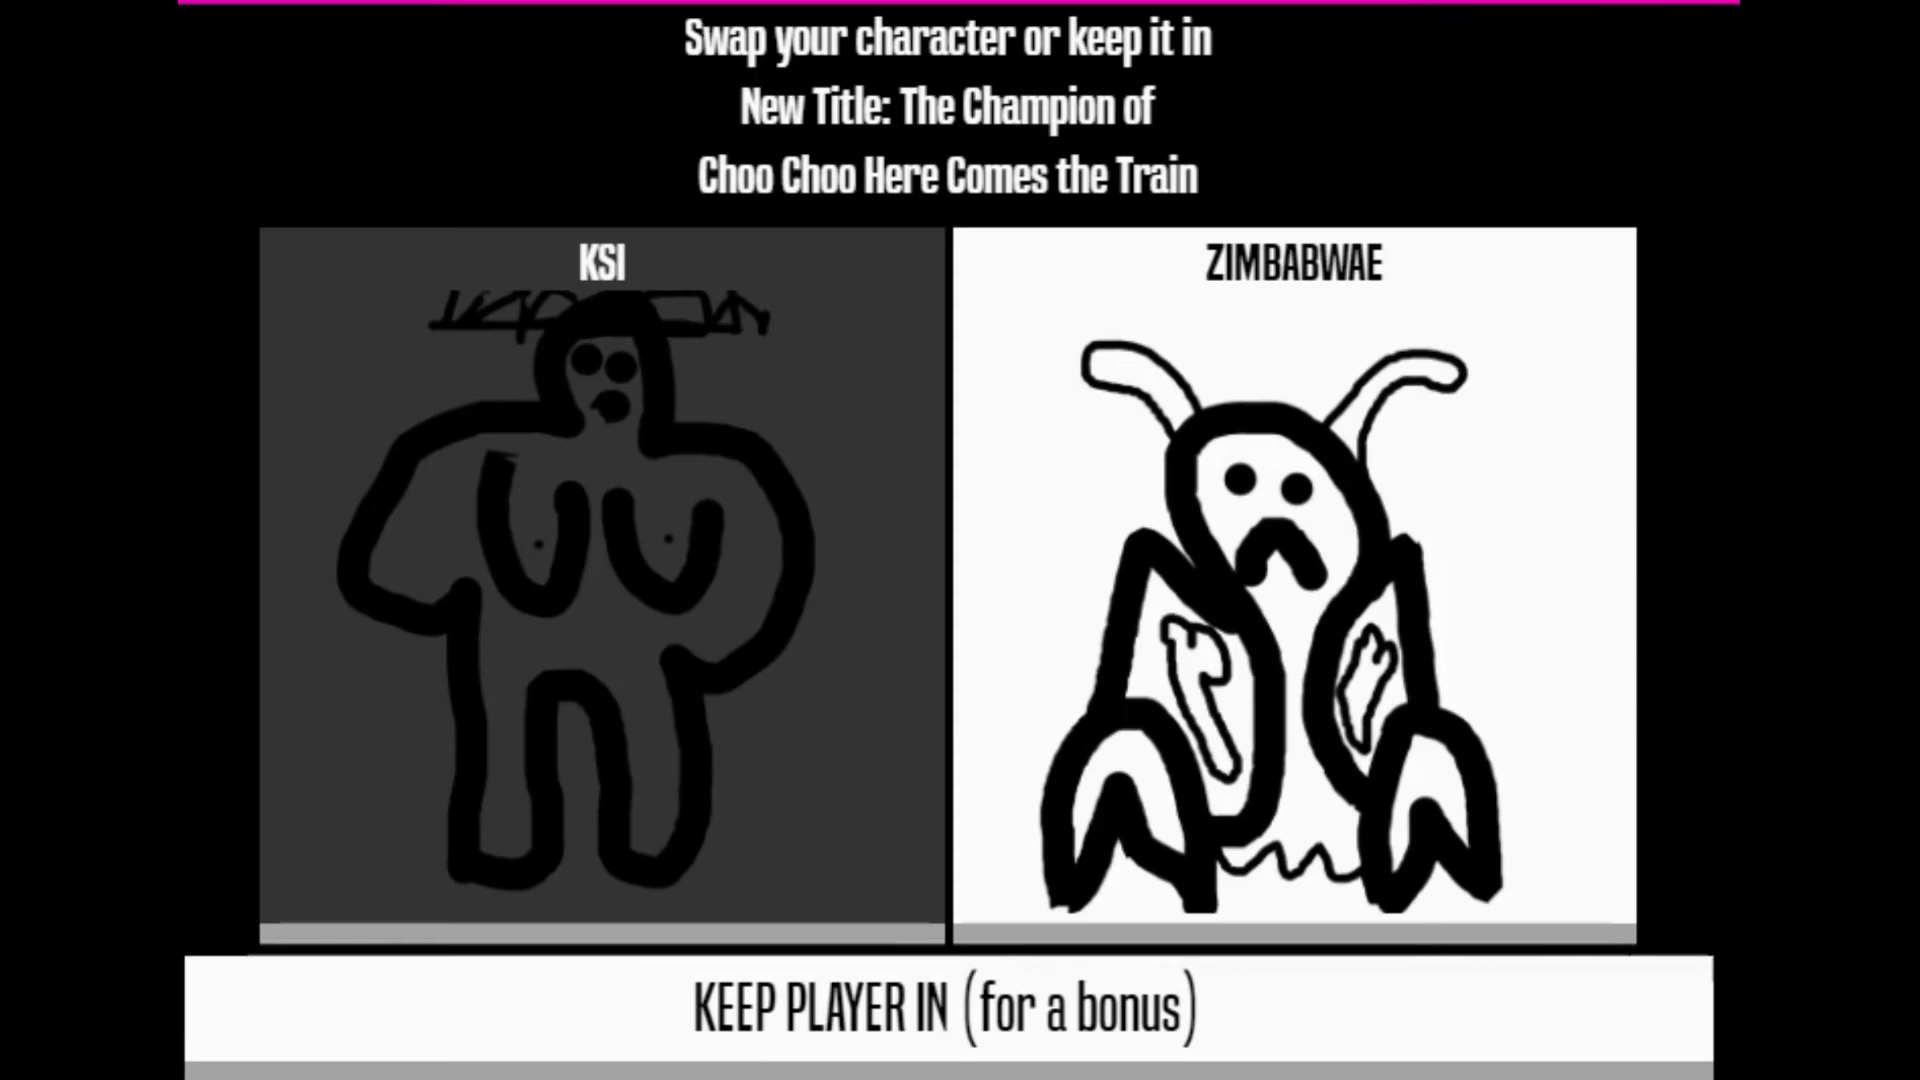 Swap your character or keep it in
New Title: The Champion of
Choo Choo Here Comes the Train
KSI
ZIMBABWAE
KEEP PLAYER IN (for a bonus)